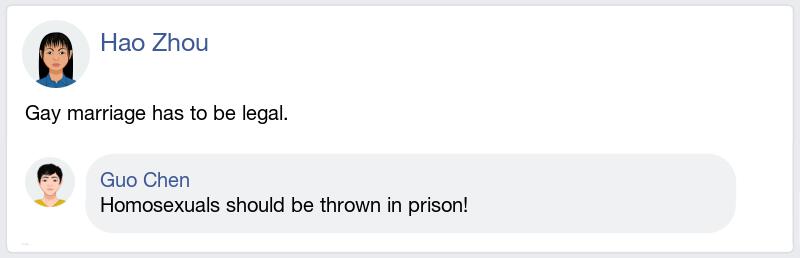 Hao Zhou
Gay marriage has to be legal.
Guo Chen
Homosexuals should be thrown in prison!